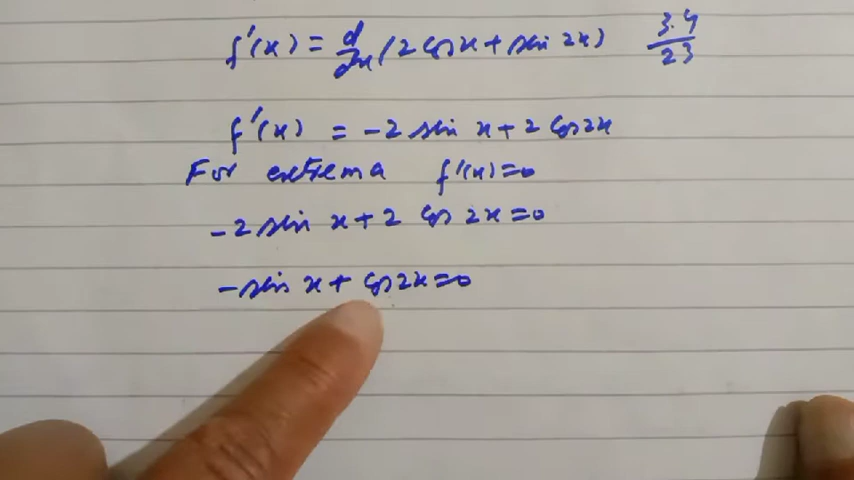 f'(x) = d/dx (2 cos x + sin 2x) 3.4/23
f'(x) = -2 sin x + 2 cos 2x
For extrema f'(x)=0
-2 sin x + 2 cos 2x = 0
-sin x + cos 2x = 0